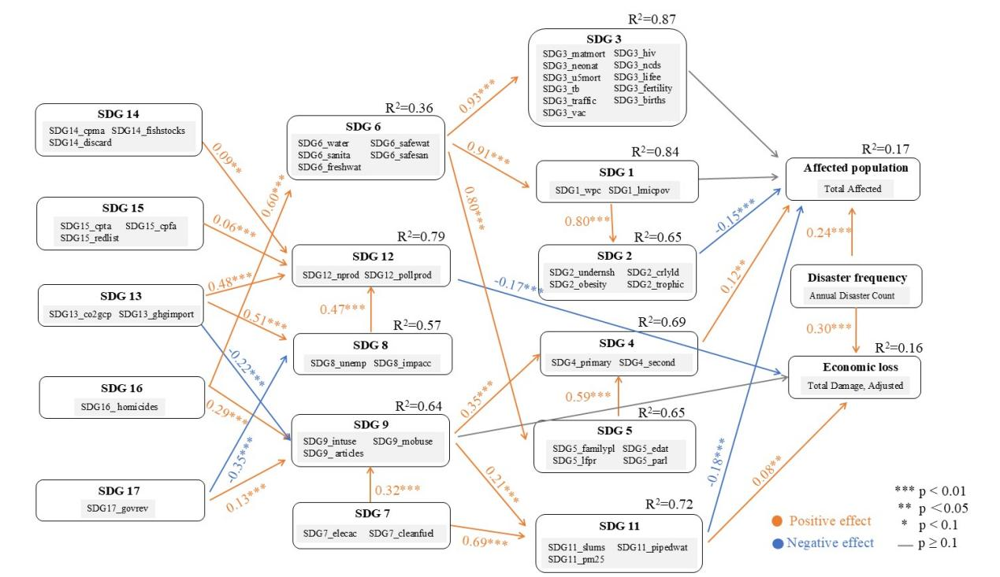 SDG 14
SDG14_cpma SDG14_fishstocks
SDG14_discard
SDG 15
SDG15_cpta SDG15_cpfa
SDG15_redlist
SDG 13
SDG13_co2gcp SDG13_ghgimport
SDG 16
SDG16_ homicides
SDG 17
SDG17_govrev
0.09**
0.06***
0.48***
0.51***
-0.22***
0.60***
0.29***
-0.35***
0.13***
R²=0.36
SDG 6
SDG6_water SDG6_safewat
SDG6_sanita SDG6_safesan
SDG6_freshwat
R²=0.79
SDG 12
SDG12_nprod SDG12_pollprod
0.47***
R²=0.57
SDG 8
SDG8_unemp SDG8_impacc
R²=0.64
SDG 9
SDG9_intuse SDG9_mobuse
SDG9_ articles
0.32***
SDG 7
SDG7_elecac SDG7_cleanfuel
0.93***
0.91***
0.80***
-0.17***
0.35***
0.21***
0.69***
R²=0.87
SDG 3
SDG3_matmort SDG3_hiv
SDG3_neonat SDG3_ncds
SDG3_u5mort SDG3_lifee
SDG3_tb SDG3_fertility
SDG3_traffic SDG3_births
SDG3_vac
R²=0.84
SDG 1
SDG1_wpc SDG1_lmicpov
0.80***
R²=0.65
SDG 2
SDG2_undernsh SDG2_crlyld
SDG2_obesity SDG2_trophic
R²=0.69
SDG 4
SDG4_primary SDG4_second
0.59***
R²=0.65
SDG 5
SDG5_familypl SDG5_edat
SDG5_lfpr SDG5_parl
R²=0.72
SDG 11
SDG11_slums SDG11_pipedwat
SDG11_pm25
-0.15***
0.12**
-0.18***
0.08**
R²=0.17
Affected population
Total Affected
0.24***
Disaster frequency
Annual Disaster Count
0.30***
R²=0.16
Economic loss
Total Damage, Adjusted
Positive effect
Negative effect
*** p < 0.01
** p <0.05
* p < 0.1
p ≥ 0.1